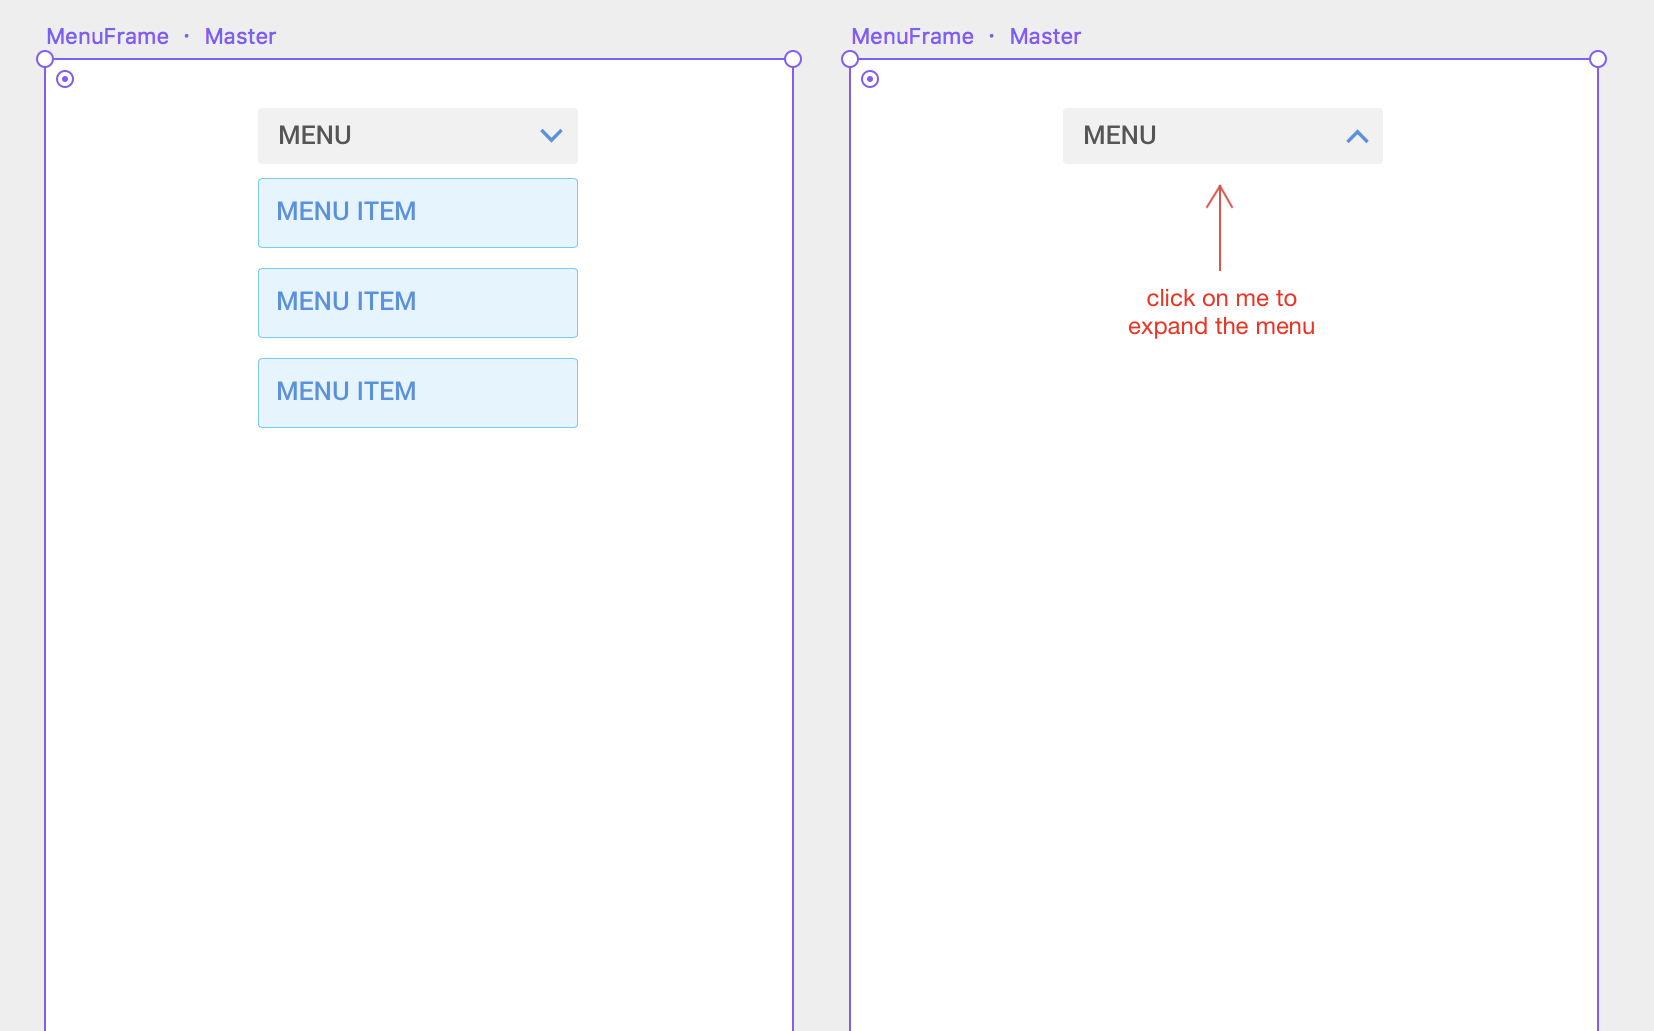 MenuFrame · Master
MENU
MENU ITEM
MENU ITEM
MENU ITEM
MenuFrame · Master
MENU
click on me to
expand the menu